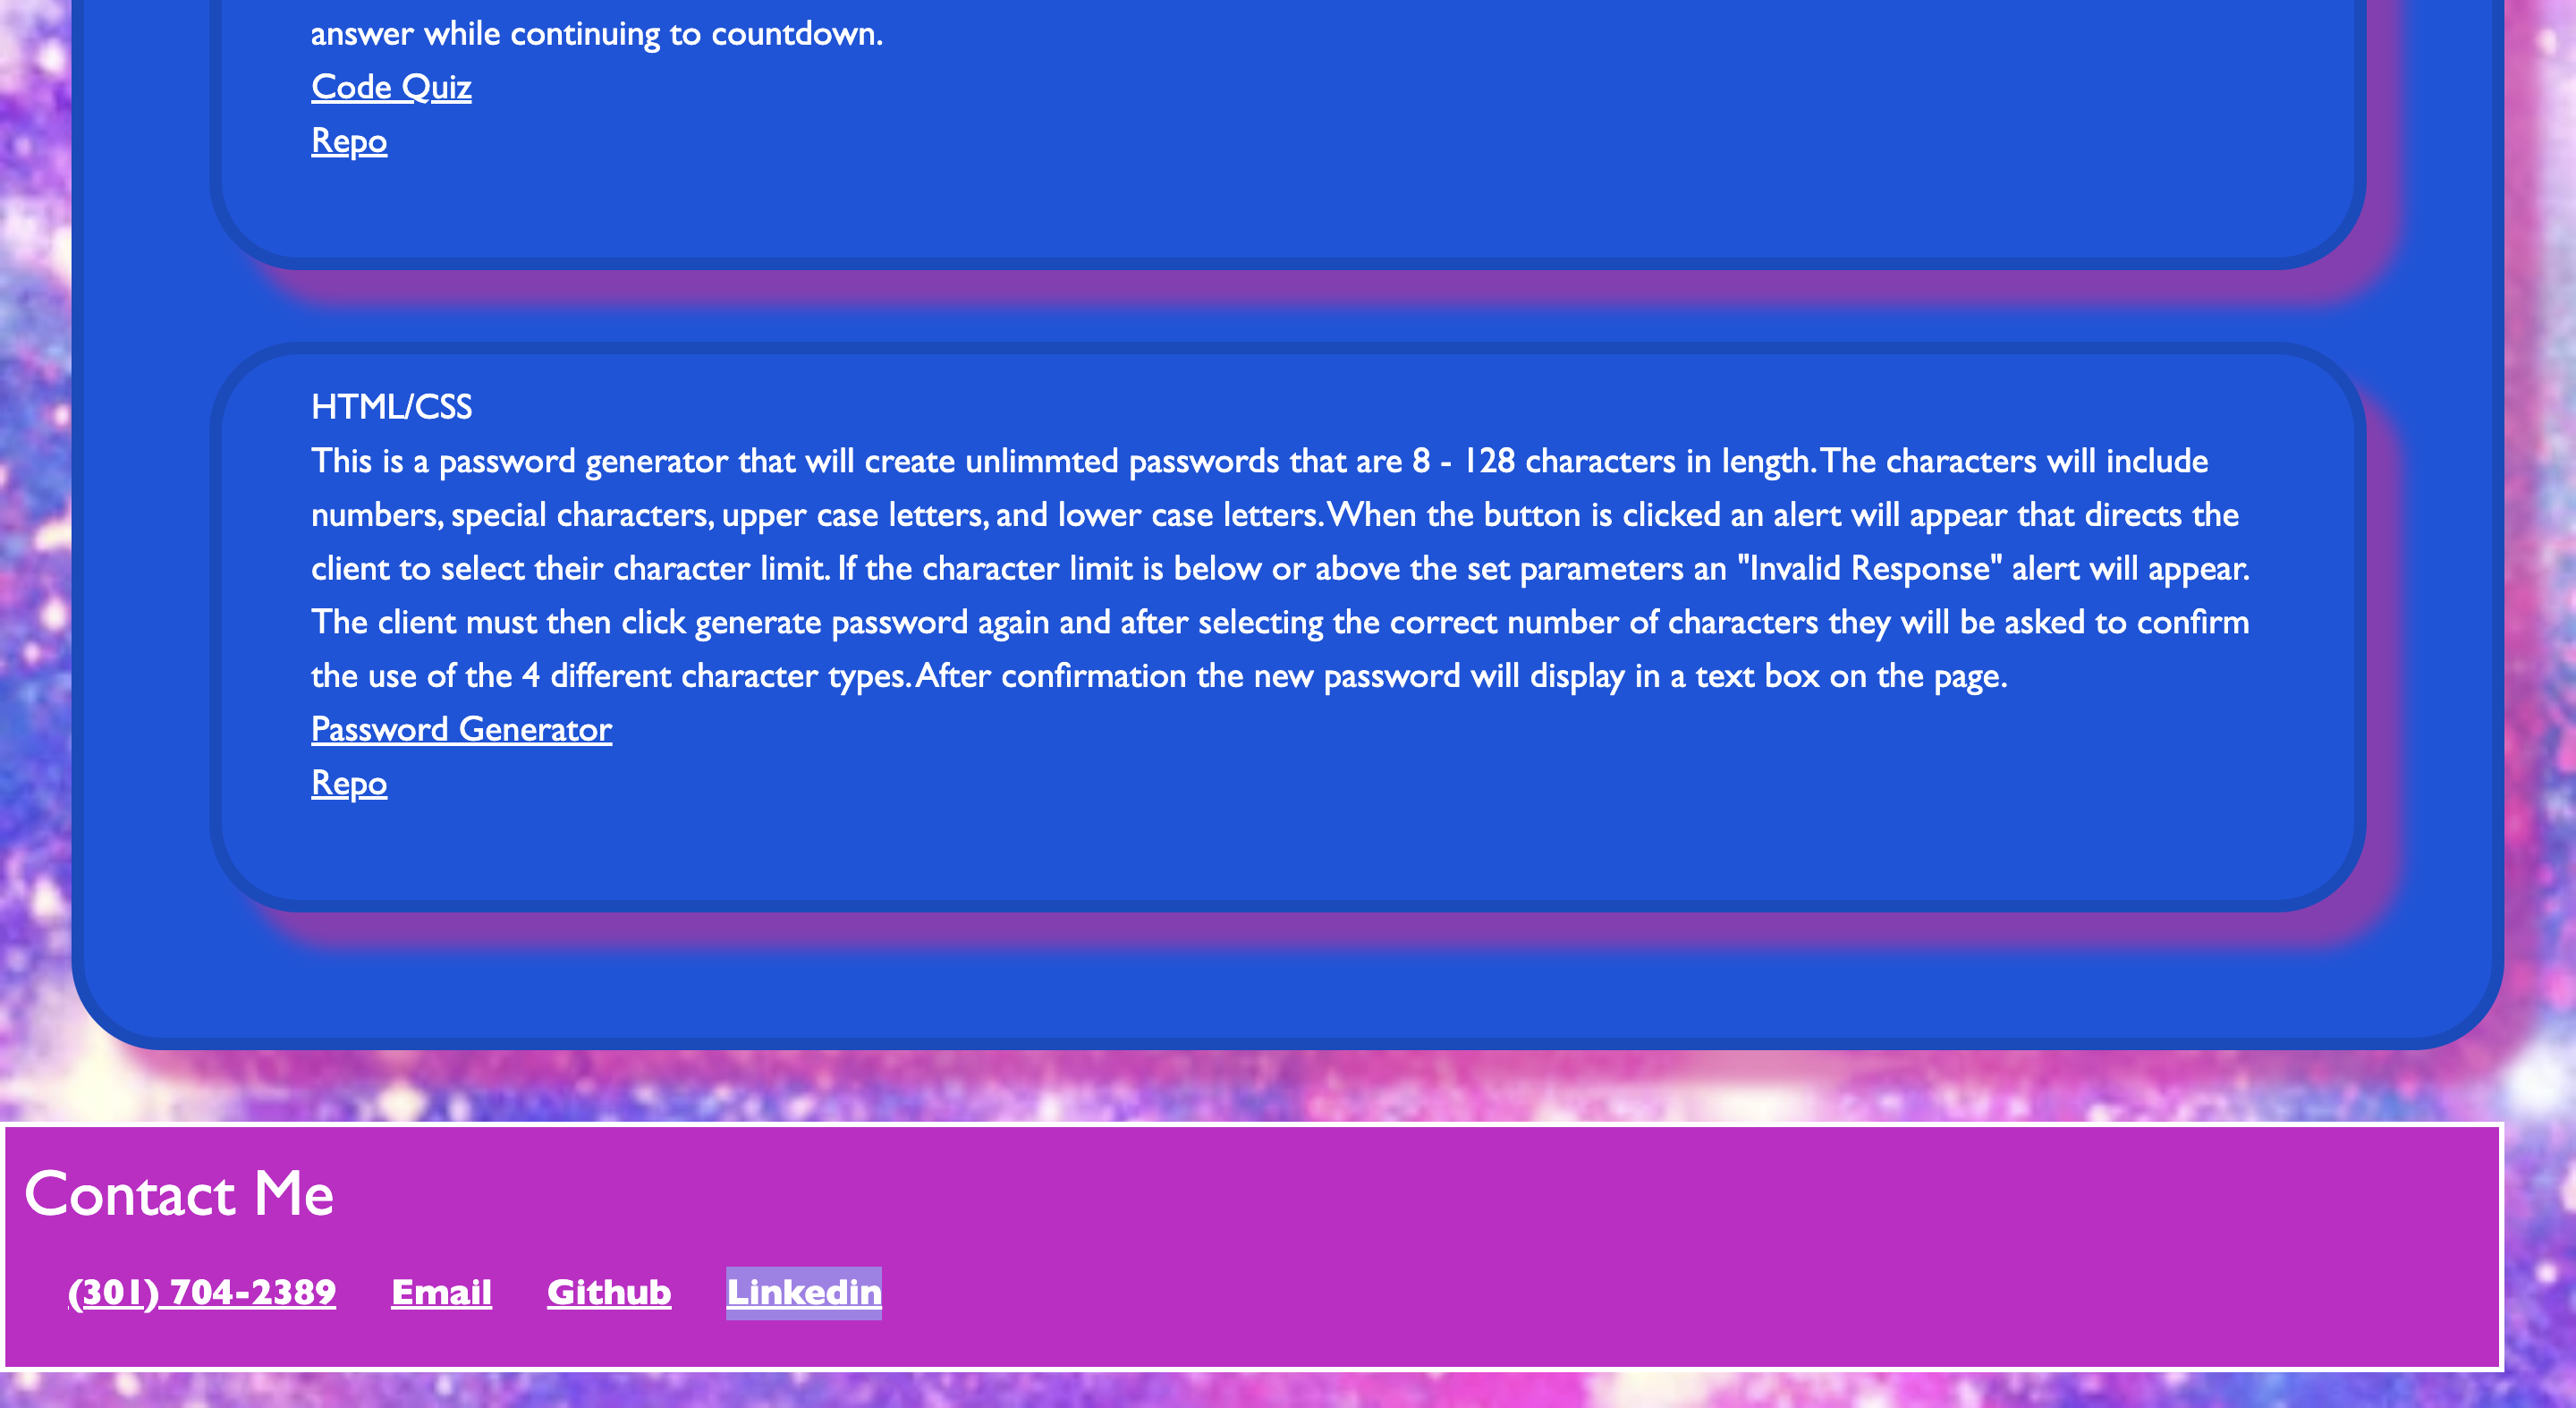 answer while continuing to countdown.
Code Quiz
Repo
HTML/CSS
This is a password generator that will create unlimmted passwords that are 8 - 128 characters in length. The characters will include
numbers, special characters, upper case letters, and lower case letters. When the button is clicked an alert will appear that directs the
client to select their character limit. If the character limit is below or above the set parameters an "Invalid Response" alert will appear.
The client must then click generate password again and after selecting the correct number of characters they will be asked to confirm
the use of the 4 different character types. After confirmation the new password will display in a text box on the page.
Password Generator
Repo
Contact Me
(301) 704-2389 Email Github Linkedin